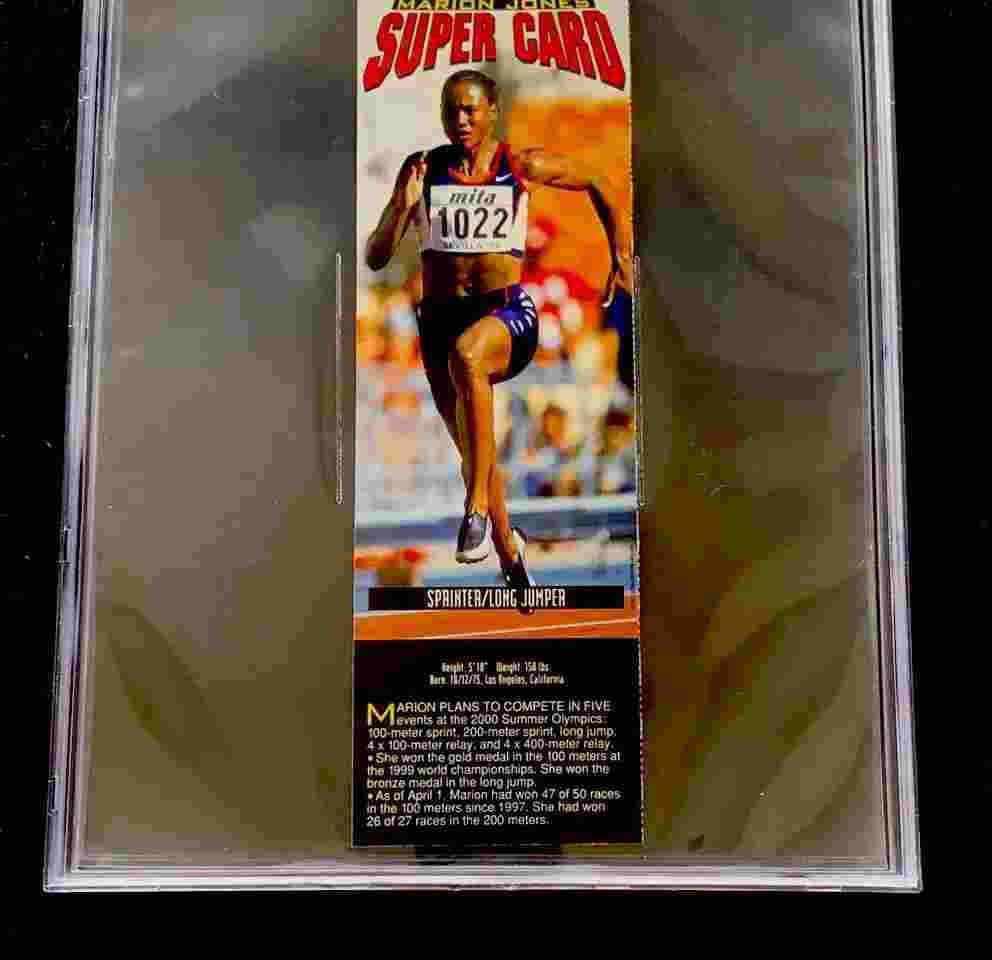 MARION JONES
SUPER CARD
mita
1022
SPRINTER/LONG JUMPER
Height 5'10" Weight 150 lbs.
Born 10/12/75, Los Angeles, California
MARION PLANS TO COMPETE IN FIVE
events at the 2000 Summer Olympics:
100-meter sprint, 200-meter sprint, long jump,
4 x 100-meter relay, and 4 x 400-meter relay.
• She won the gold medal in the 100 meters at
the 1999 world championships. She won the
bronze medal in the long jump.
• As of April 1, Marion had won 47 of 50 races
in the 100 meters since 1997. She had won
26 of 27 races in the 200 meters.